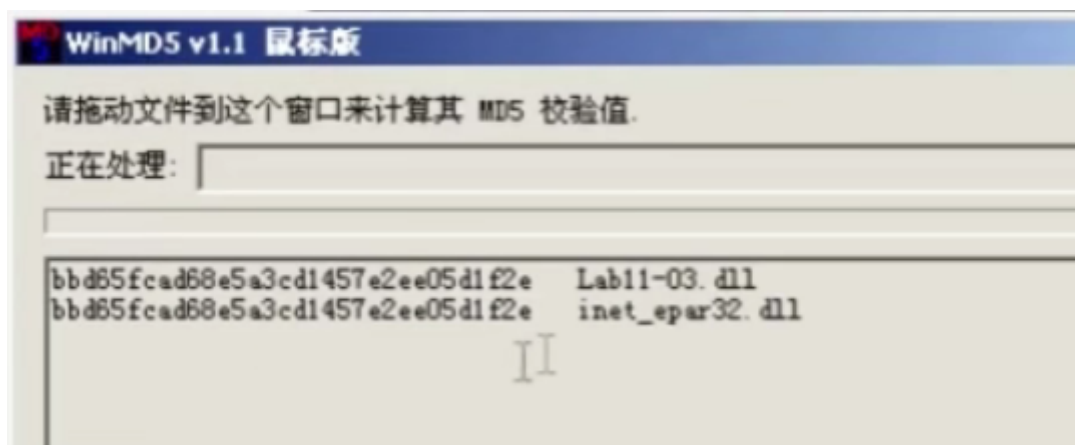 WinMD5 v1.1 鼠标版
请拖动文件到这个窗口来计算其 MD5 校验值.
正在处理:
bbd65fcad68e5a3cd1457e2ee05d1f2e Lab11-03.dll
bbd65fcad68e5a3cd1457e2ee05d1f2e inet_epar32.dll